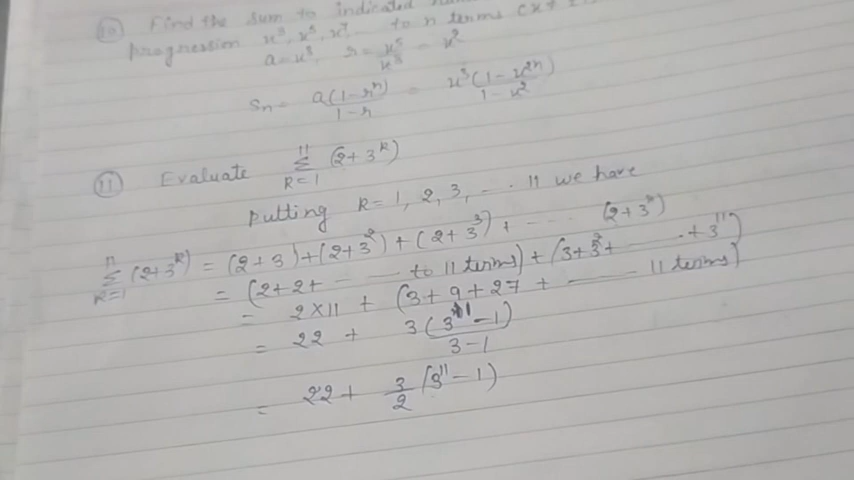 (10) Find the sum to indicated
progression x³, x⁵, x⁷ to n terms (x≠
a = x³, r = x⁵/x³ = x²
Sn = a(1-rⁿ)/1-r = x³(1-x²ⁿ)/1-x²
(11) Evaluate 11 Σ K=1 (2+3ᴷ)
Putting K = 1, 2, 3, ---- 11 we have
11 Σ K=1 (2+3ᴷ) = (2+3)+(2+3²)+(2+3³)+ ---- (2+3ᴷ)
= (2+2+ ---- to 11 terms)+(3+3²+ ---- +3¹¹)
= 2×11 + (3+9+27+ ---- 11 terms)
= 22 + 3(3¹¹-1)/3-1
= 22+ 3/2 (3¹¹-1)